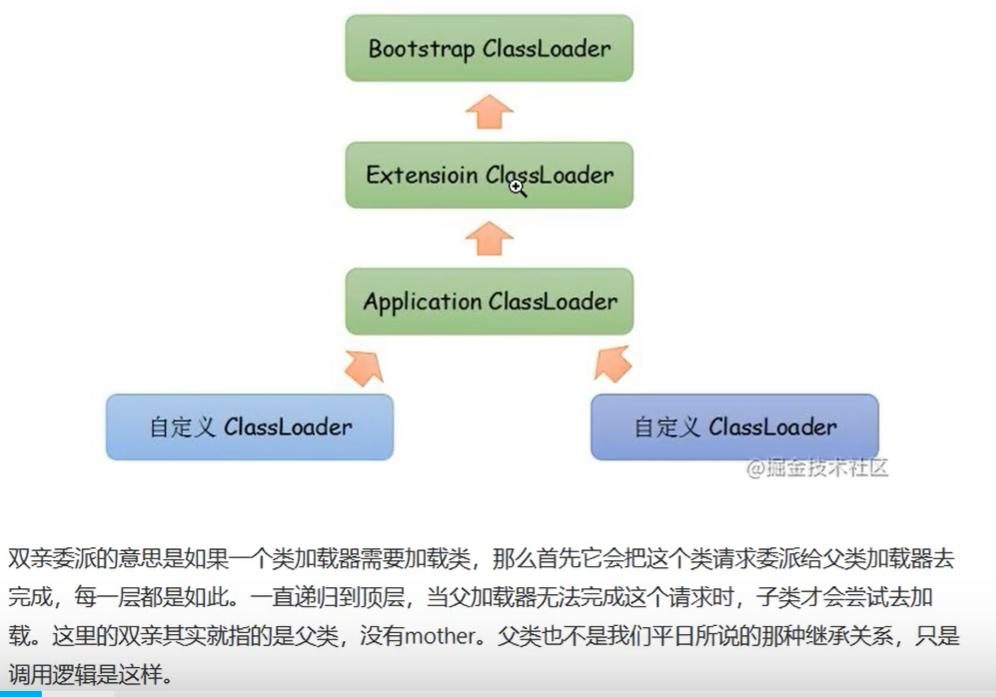 Bootstrap ClassLoader
Extensioin ClassLoader
Application ClassLoader
自定义 ClassLoader
自定义 ClassLoader
@掘金技术社区
双亲委派的意思是如果一个类加载器需要加载类，那么首先它会把这个类请求委派给父类加载器去
完成，每一层都是如此。一直递归到顶层，当父加载器无法完成这个请求时，子类才会尝试去加
载。这里的双亲其实就指的是父类，没有mother。父类也不是我们平日所说的那种继承关系，只是
调用逻辑是这样。